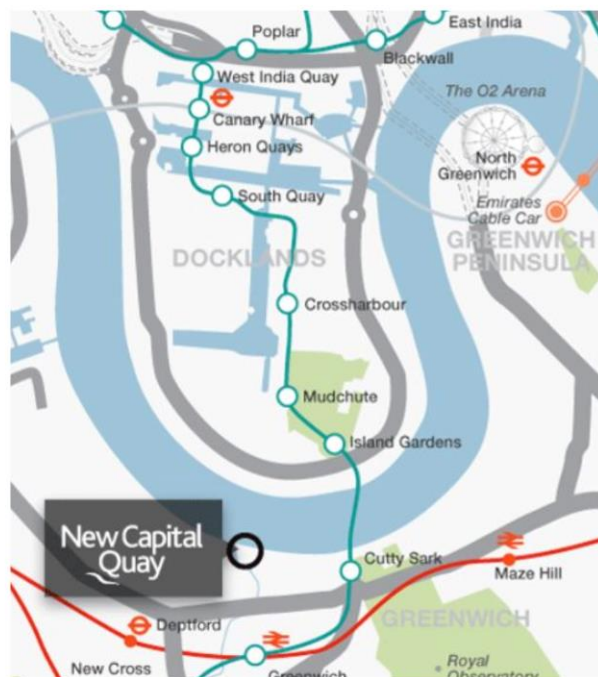 Poplar
East India
Blackwall
West India Quay
The O2 Arena
Canary Wharf
Heron Quays
North
Greenwich
South Quay
Emirates
Cable Car
GREENWICH
PENINSULA
DOCKLANDS
Crossharbour
Mudchute
Island Gardens
New Capital
Quay
Cutty Sark
Maze Hill
Deptford
GREENWICH
New Cross
Greenwich
Royal
Observatory